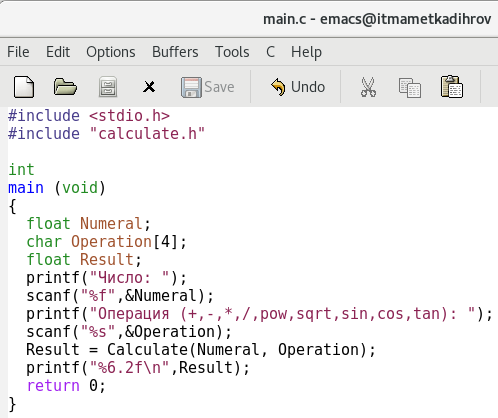 main.c - emacs@itmametkadihrov
File Edit Options Buffers Tools C Help
Save Undo
#include <stdio.h>
#include "calculate.h"
int
main (void)
{
  float Numeral;
  char Operation[4];
  float Result;
  printf("Число: ");
  scanf("%f",&Numeral);
  printf("Операция (+,-,*,/,pow,sqrt,sin,cos,tan): ");
  scanf("%s",&Operation);
  Result = Calculate(Numeral, Operation);
  printf("%6.2f\n",Result);
  return 0;
}